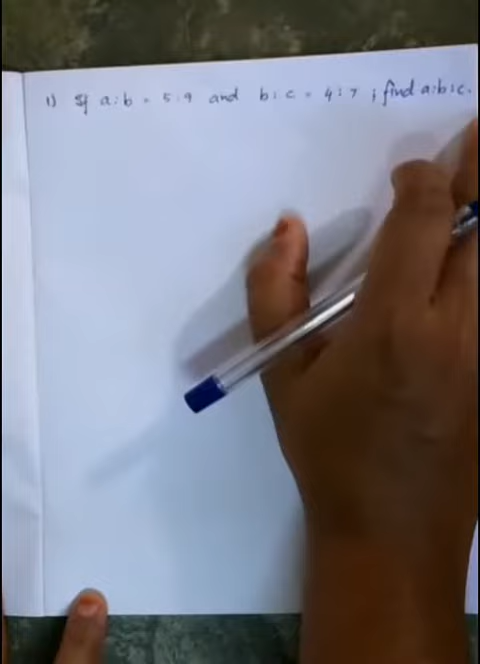 1) If a:b = 5:9 and b:c = 4:7 ; find a:b:c.